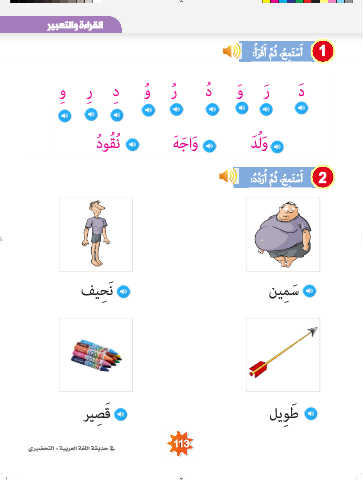 القراءة والتعبير
1 أَسْتَمِعُ، ثُمَّ أَقْرَأُ:
دَ رَ وَ دُ رُ وُ دِ رِ وِ
وَلَدَ وَاجَهَ نُقُودُ
2 أَسْتَمِعُ، ثُمَّ أُرَدِّدُ:
سَمِين نَحِيف
طَوِيل قَصِير
113
في حديقة اللغة العربية - التحضيري